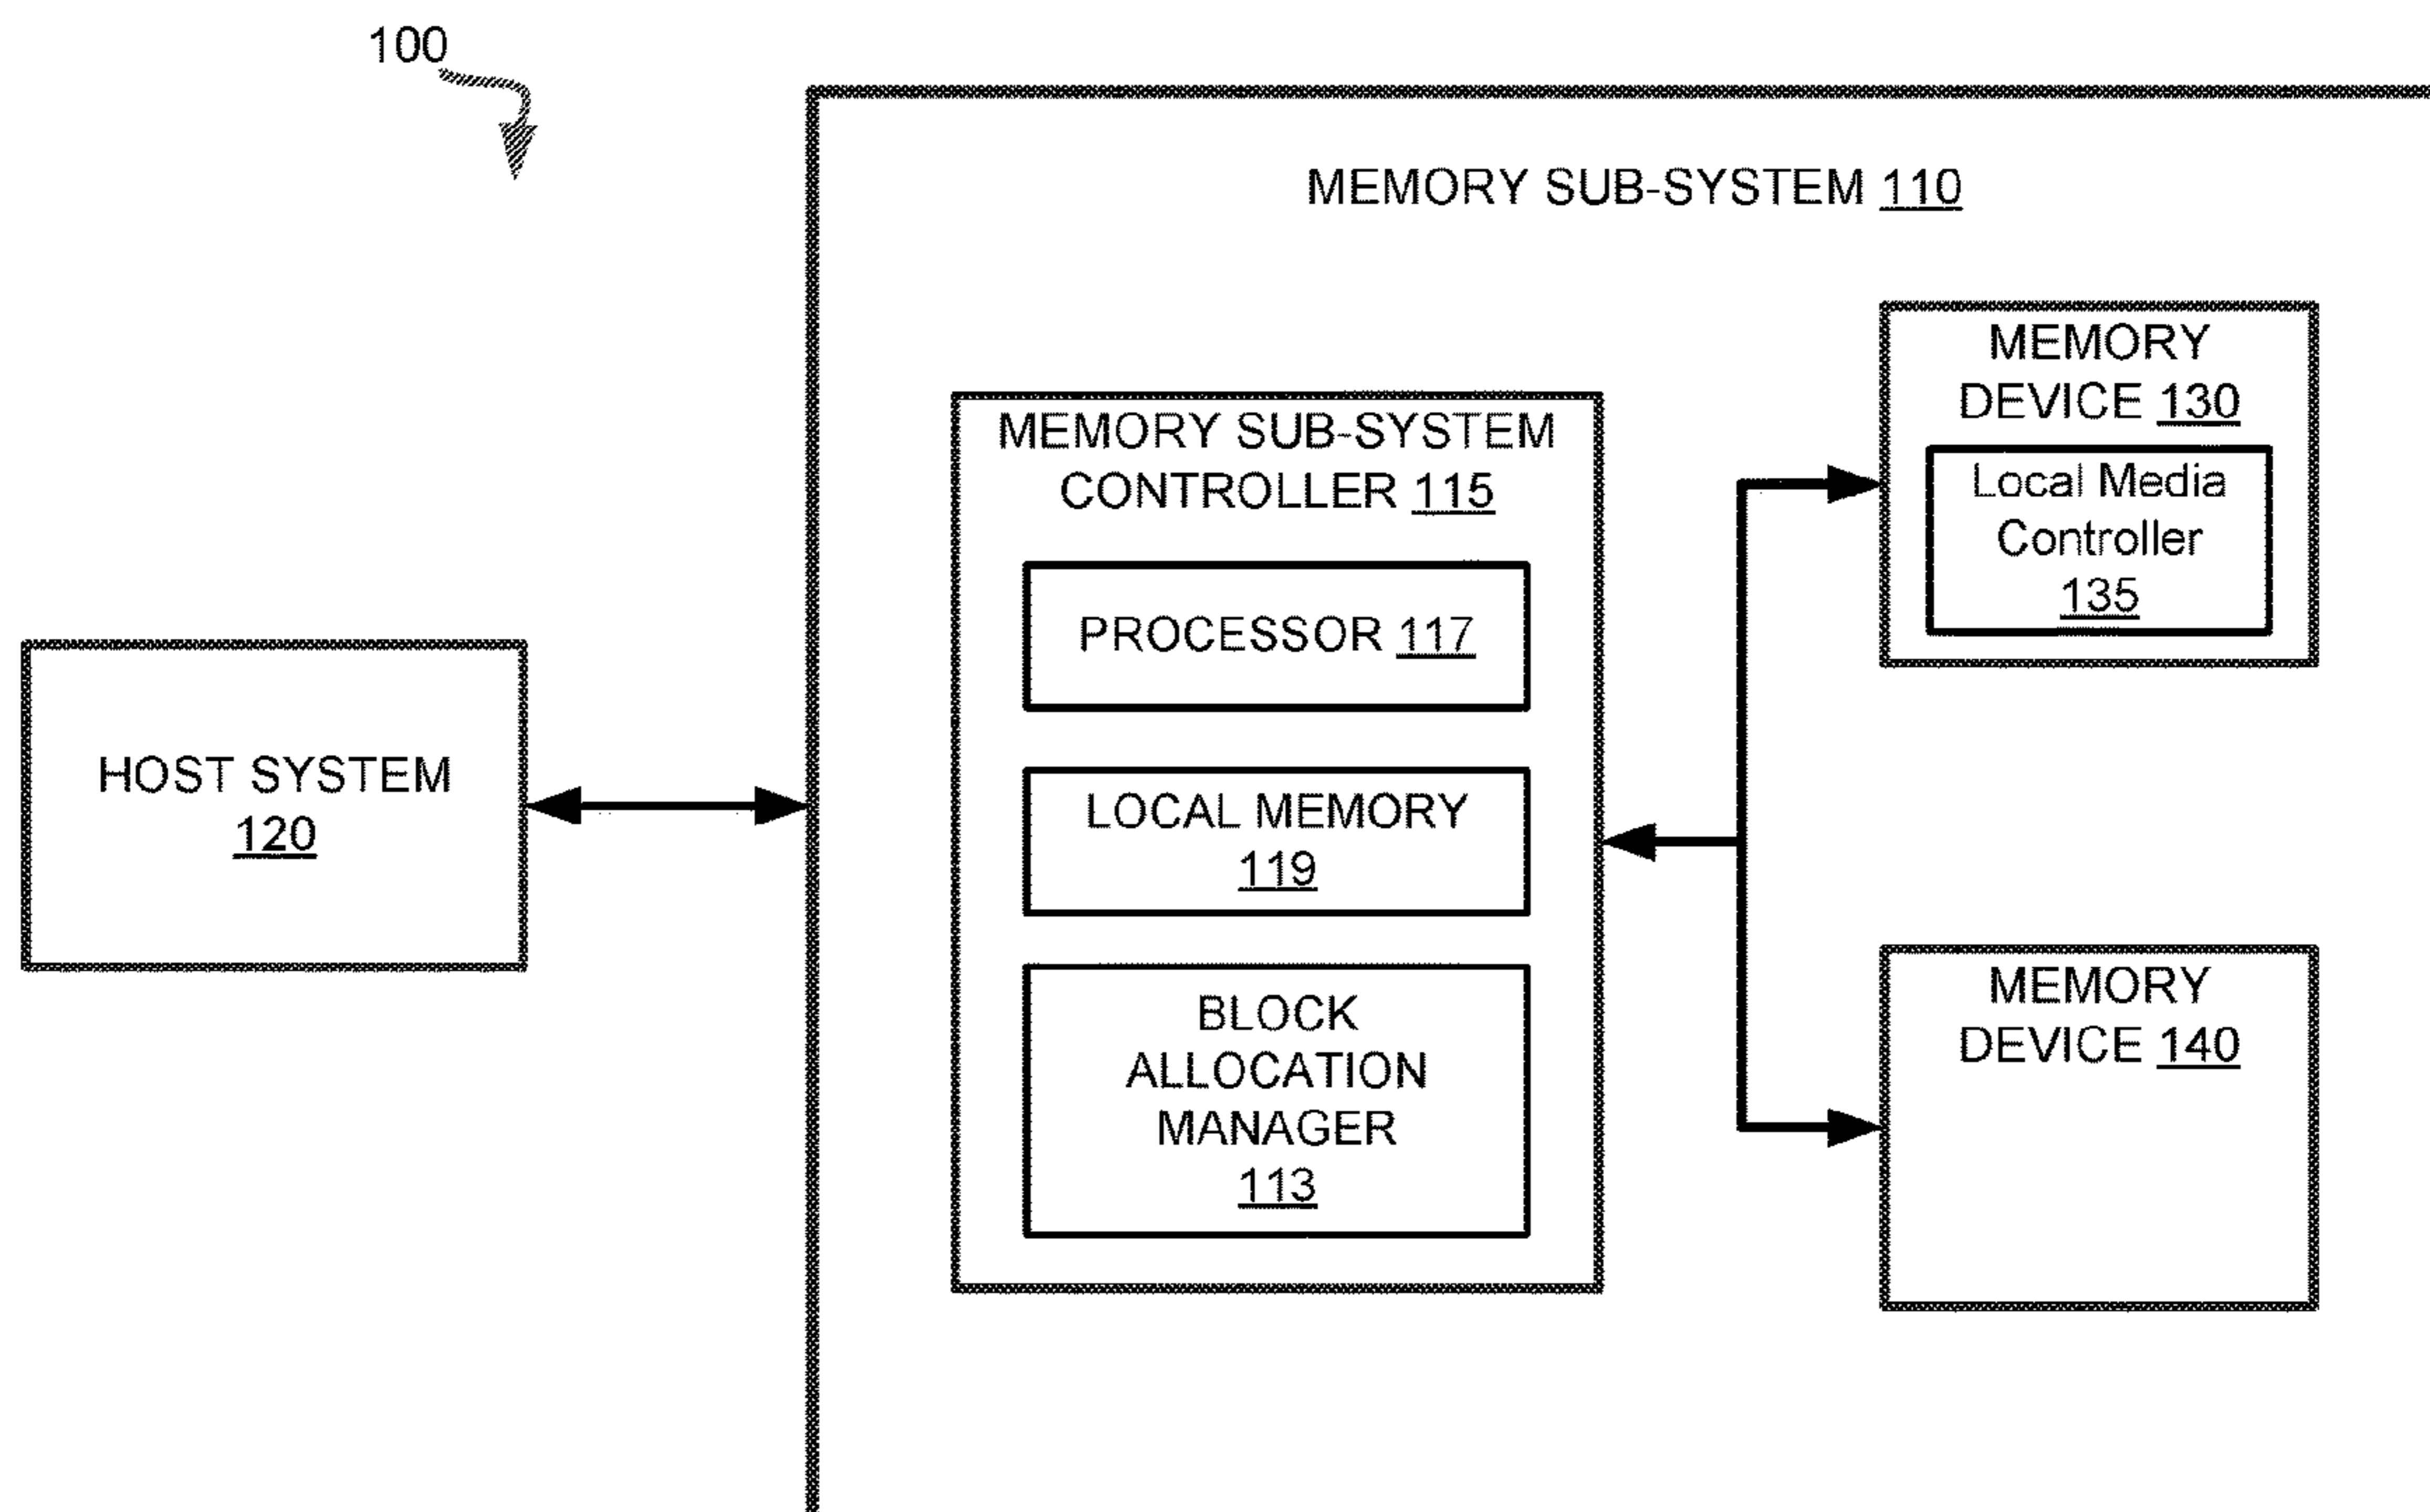 100
MEMORY SUB-SYSTEM 110
MEMORY SUB-SYSTEM
CONTROLLER 115
PROCESSOR 117
LOCAL MEMORY
119
BLOCK
ALLOCATION
MANAGER
113
HOST SYSTEM
120
MEMORY
DEVICE 130
Local Media
Controller
135
MEMORY
DEVICE 140